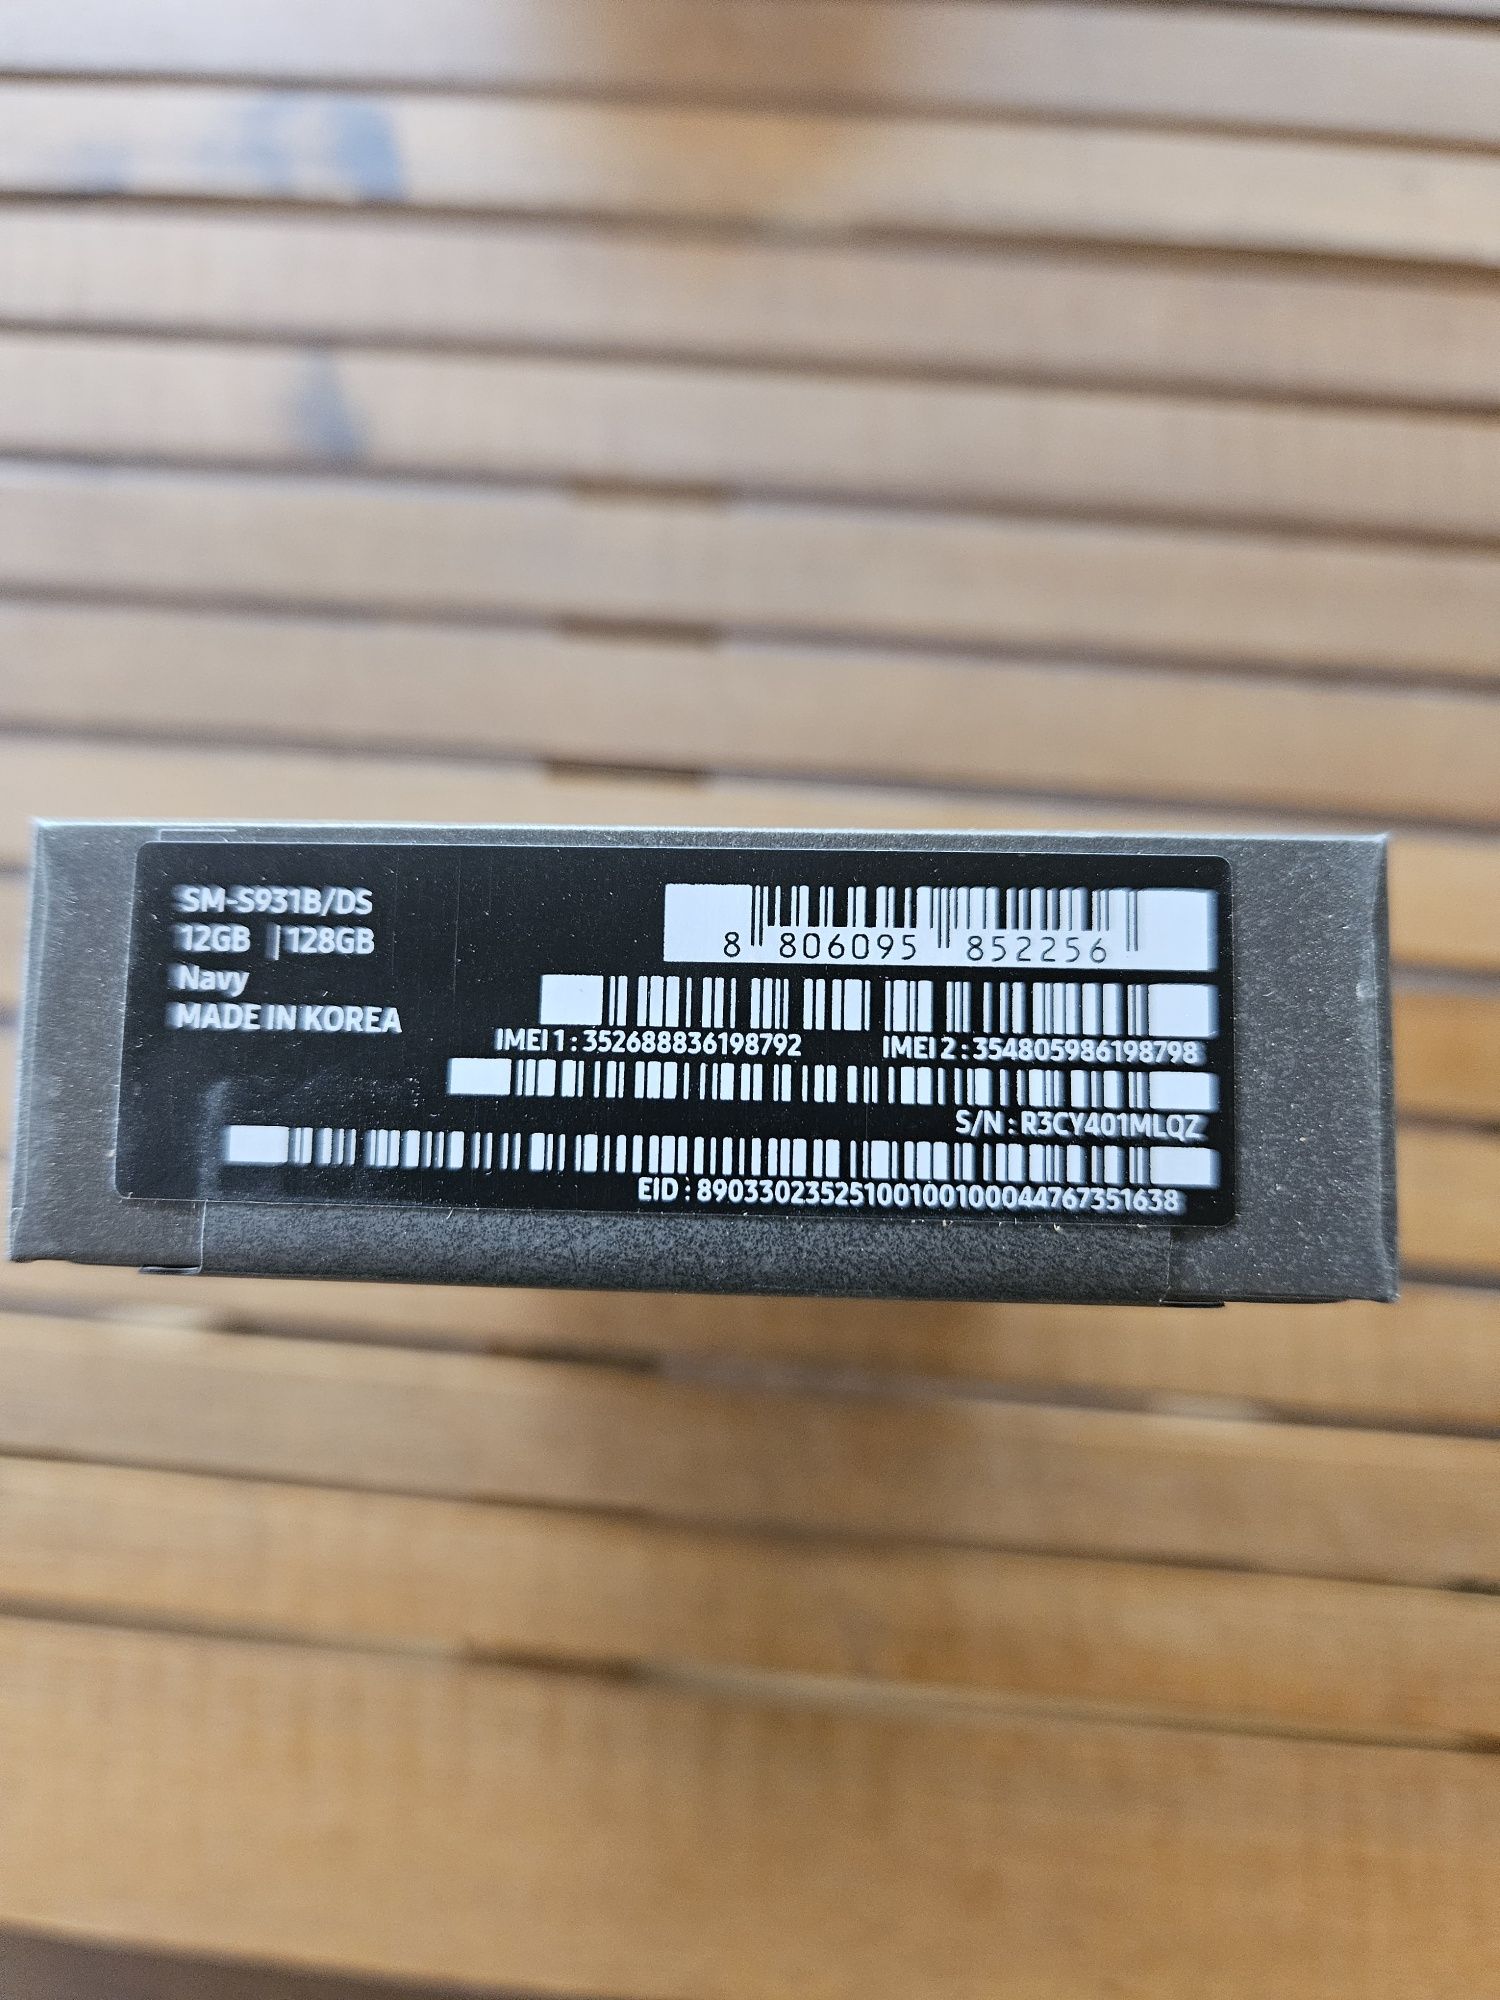 SM-S931B/DS
12GB | 128GB
Navy
MADE IN KOREA
8 806095 852256
IMEI 1 : 352688836198792 IMEI 2 : 354805986198798
S/N : R3CY401MLQZ
EID : 89033023525100100100044767351638